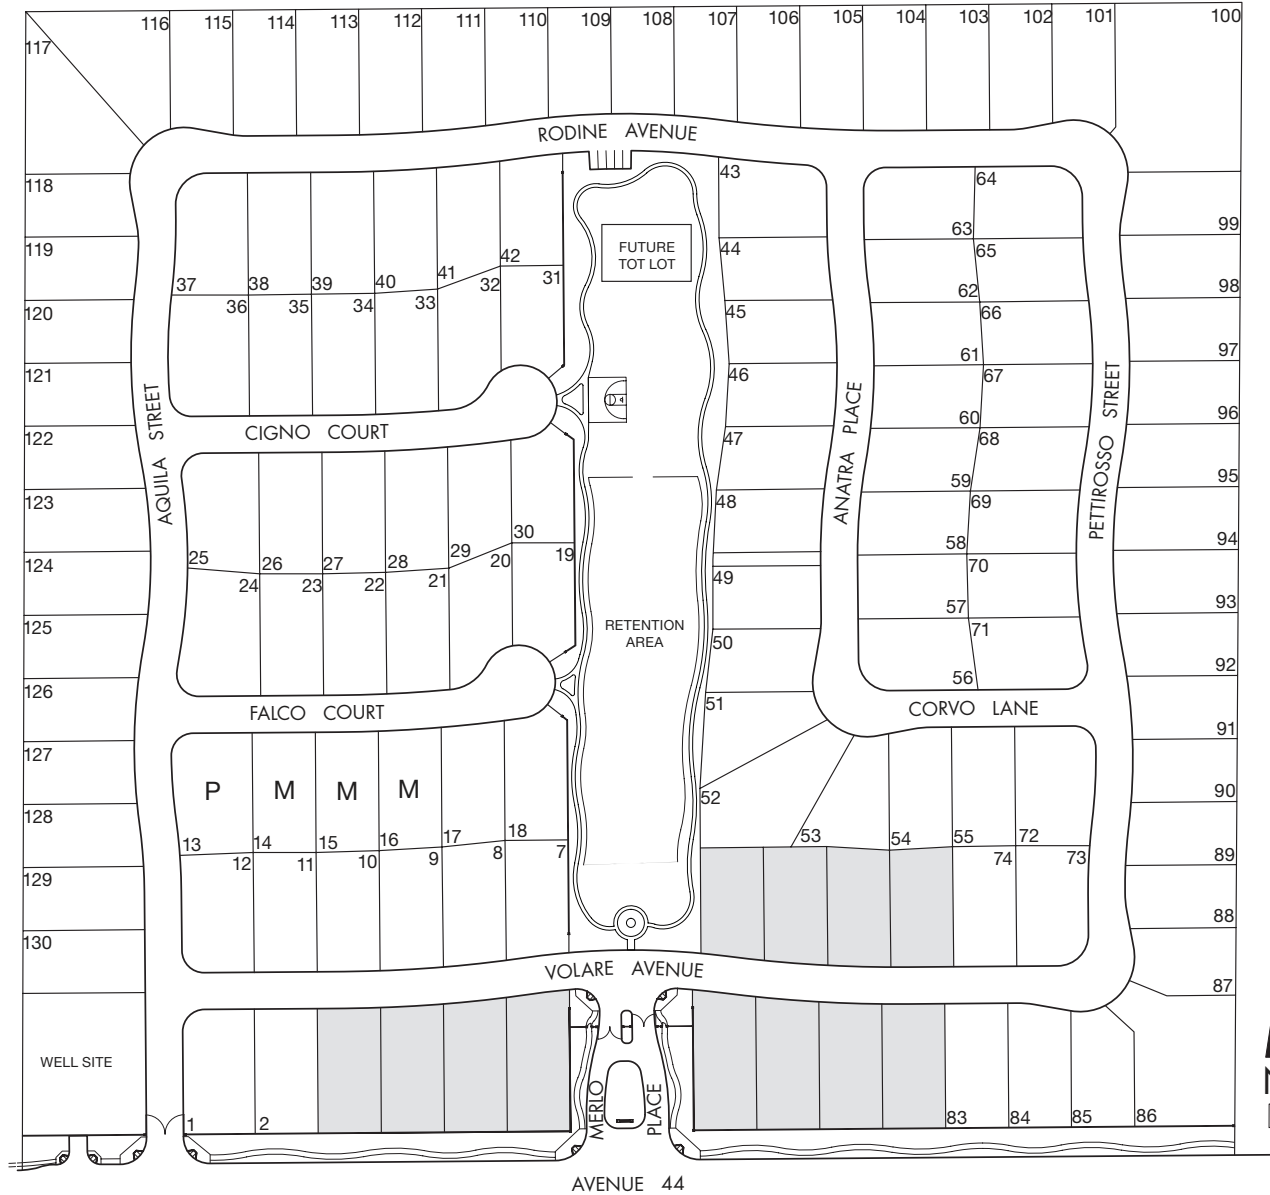 116 115 114 113 112 111 110 109 108 107 106 105 104 103 102 101 100
117
RODINE AVENUE
118 43 64
99
63
119 FUTURE 44 65
TOT LOT
42
37 38 39 40 41 31 62 98
120 36 35 34 33 32 45 66
61 97
121 46 67
60 96
CIGNO COURT
122 47 68
AQUILA STREET
ANATRA PLACE
PETTIROSSO STREET
59 95
123 48 69
30 58 94
25 26 27 28 29 19
124 24 23 22 21 20 49 70
57 93
125 RETENTION 50 71
AREA
56 92
126 51
FALCO COURT CORVO LANE
127 91
P M M M
128 52 90
13 14 15 16 17 18 53 54 55 72
12 11 10 9 8 7 74 73 89
129
88
130
VOLARE AVENUE
87
WELL SITE
MERLO PLACE
1 2 83 84 85 86
AVENUE 44